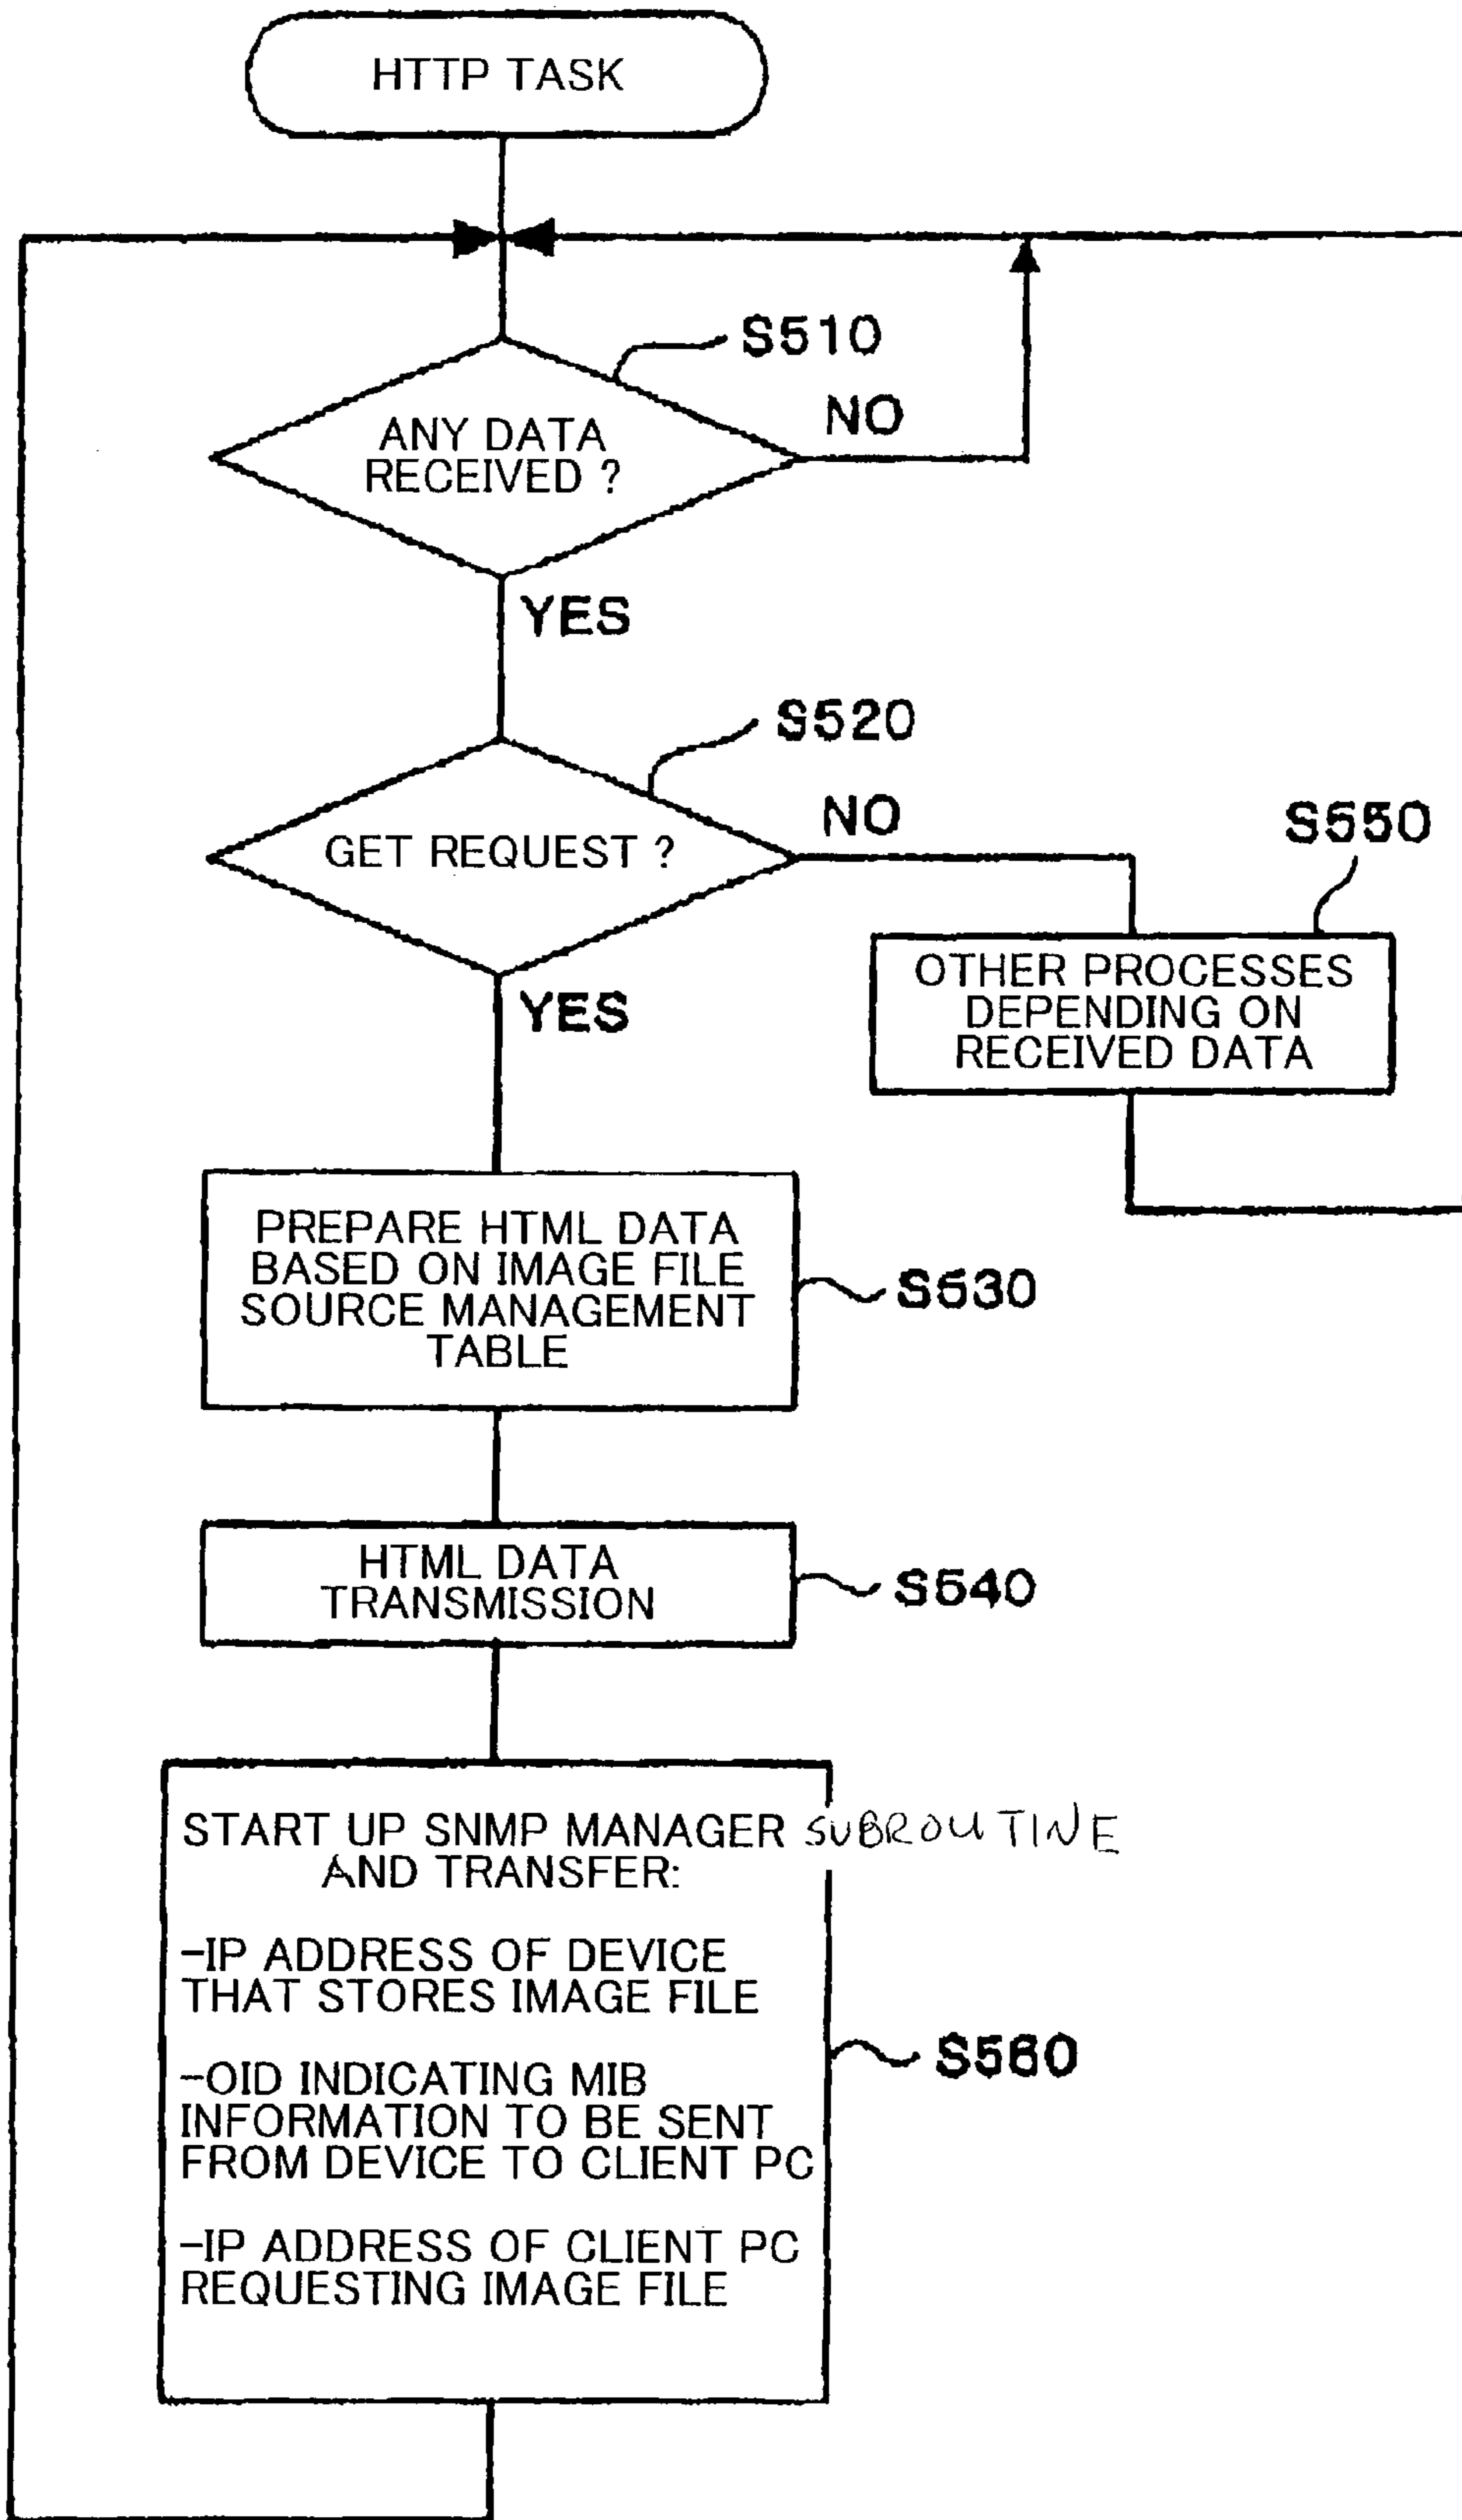 HTTP TASK
S510
ANY DATA
RECEIVED ?
NO
YES
S520
GET REQUEST ?
NO
YES
S550
OTHER PROCESSES
DEPENDING ON
RECEIVED DATA
PREPARE HTML DATA
BASED ON IMAGE FILE
SOURCE MANAGEMENT
TABLE
S530
HTML DATA
TRANSMISSION
S540
START UP SNMP MANAGER SUBROUTINE
AND TRANSFER:
-IP ADDRESS OF DEVICE
THAT STORES IMAGE FILE
-OID INDICATING MIB
INFORMATION TO BE SENT
FROM DEVICE TO CLIENT PC
-IP ADDRESS OF CLIENT PC
REQUESTING IMAGE FILE
S560